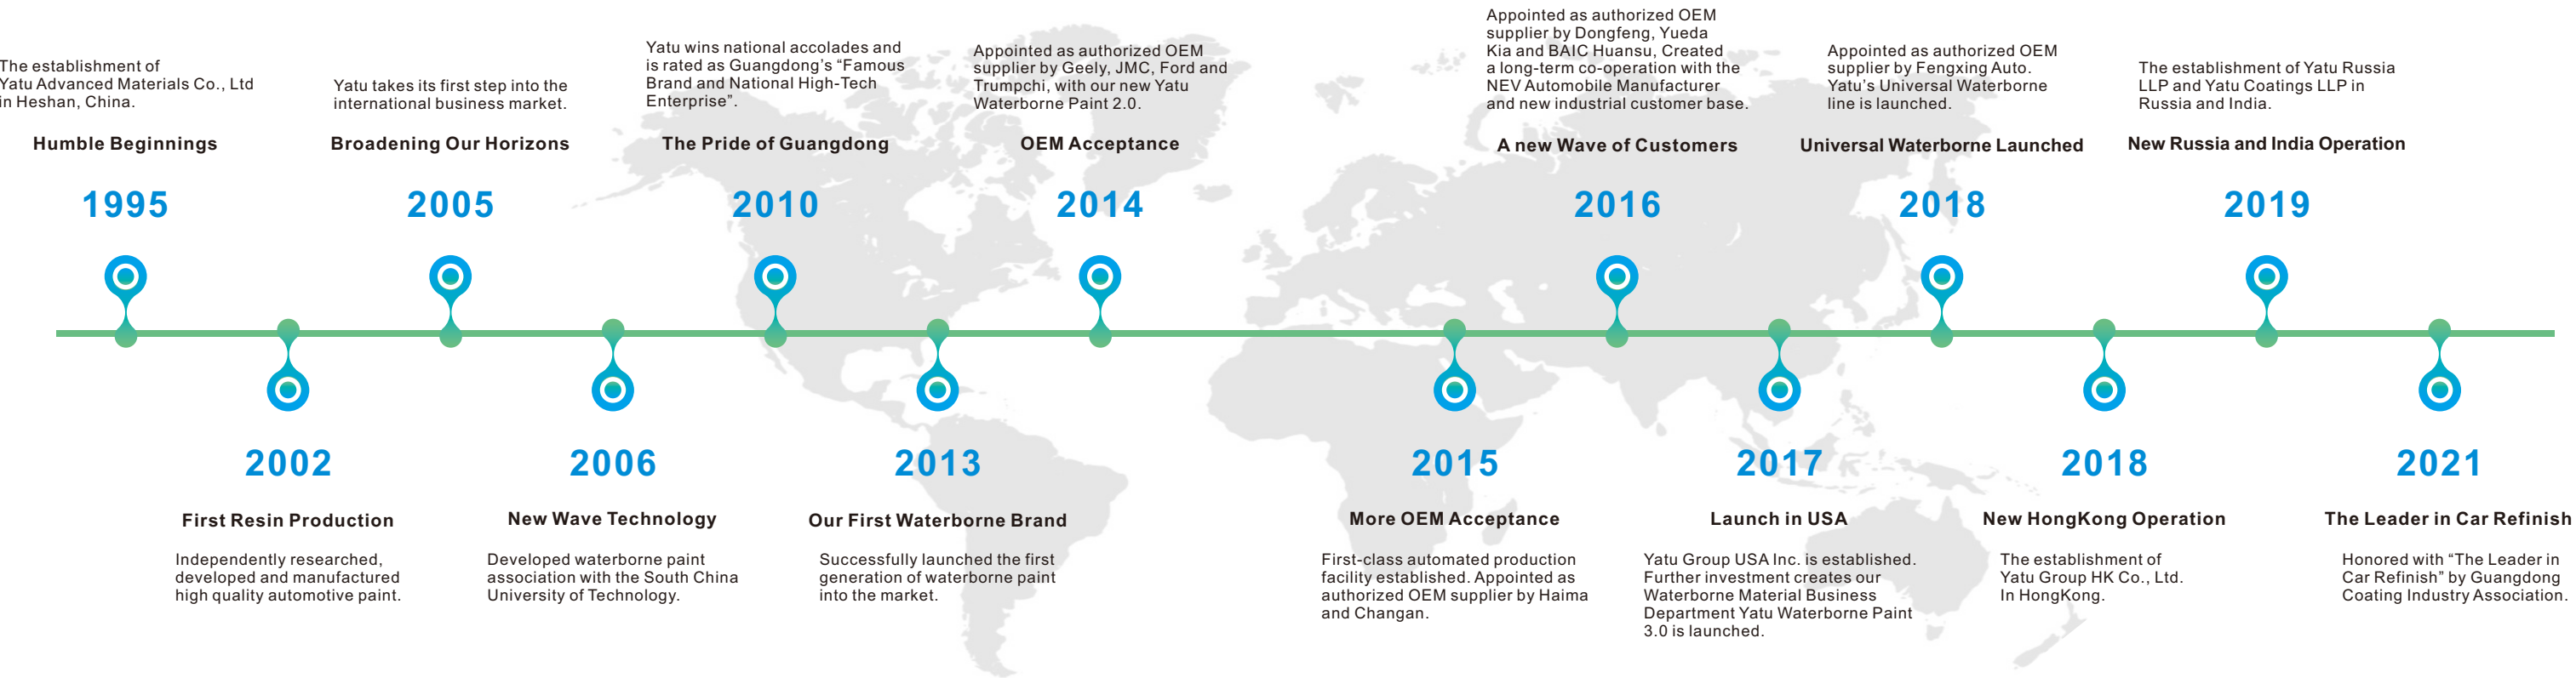 The establishment of
Yatu Advanced Materials Co., Ltd
in Heshan, China.
Humble Beginnings
1995
Yatu takes its first step into the
international business market.
Broadening Our Horizons
2005
Yatu wins national accolades and
is rated as Guangdong's “Famous
Brand and National High-Tech
Enterprise”.
The Pride of Guangdong
2010
Appointed as authorized OEM
supplier by Geely, JMC, Ford and
Trumpchi, with our new Yatu
Waterborne Paint 2.0.
OEM Acceptance
2014
Appointed as authorized OEM
supplier by Dongfeng, Yueda
Kia and BAIC Huansu, Created
a long-term co-operation with the
NEV Automobile Manufacturer
and new industrial customer base.
A new Wave of Customers
2016
Appointed as authorized OEM
supplier by Fengxing Auto.
Yatu's Universal Waterborne
line is launched.
Universal Waterborne Launched
2018
The establishment of Yatu Russia
LLP and Yatu Coatings LLP in
Russia and India.
New Russia and India Operation
2019
2002
First Resin Production
Independently researched,
developed and manufactured
high quality automotive paint.
2006
New Wave Technology
Developed waterborne paint
association with the South China
University of Technology.
2013
Our First Waterborne Brand
Successfully launched the first
generation of waterborne paint
into the market.
2015
More OEM Acceptance
First-class automated production
facility established. Appointed as
authorized OEM supplier by Haima
and Changan.
2017
Launch in USA
Yatu Group USA Inc. is established.
Further investment creates our
Waterborne Material Business
Department Yatu Waterborne Paint
3.0 is launched.
2018
New HongKong Operation
The establishment of
Yatu Group HK Co., Ltd.
In HongKong.
2021
The Leader in Car Refinish
Honored with “The Leader in
Car Refinish” by Guangdong
Coating Industry Association.